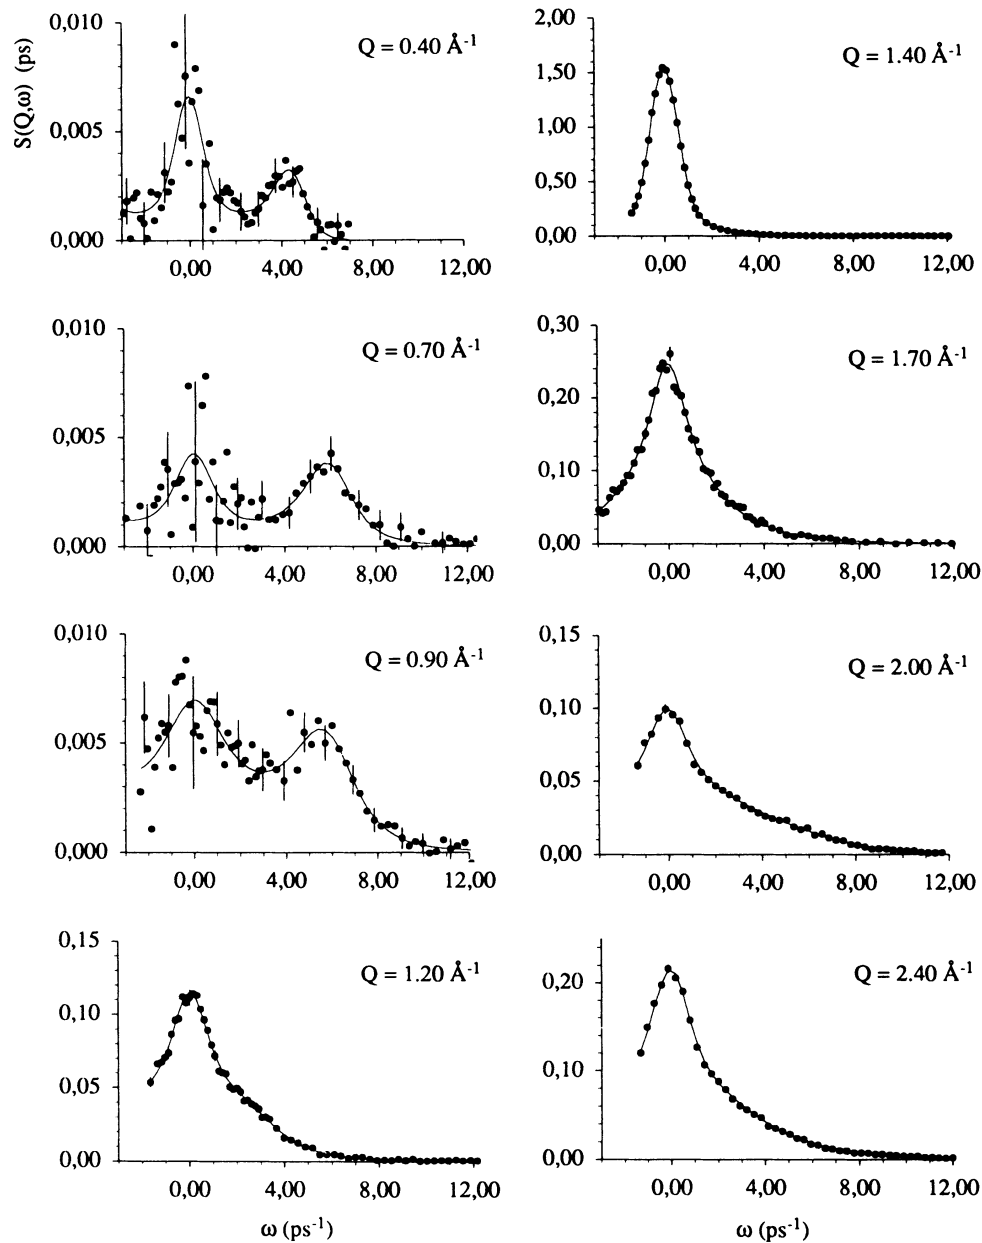 S(Q,ω) (ps)
0,010
0,005
0,000
Q = 0.40 Å⁻¹
0,00 4,00 8,00 12,00
2,00
1,50
1,00
0,50
0,00
Q = 1.40 Å⁻¹
0,00 4,00 8,00 12,00
0,010
0,005
0,000
Q = 0.70 Å⁻¹
0,00 4,00 8,00 12,00
0,30
0,20
0,10
0,00
Q = 1.70 Å⁻¹
0,00 4,00 8,00 12,00
0,010
0,005
0,000
Q = 0.90 Å⁻¹
0,00 4,00 8,00 12,00
0,15
0,10
0,05
0,00
Q = 2.00 Å⁻¹
0,00 4,00 8,00 12,00
0,15
0,10
0,05
0,00
Q = 1.20 Å⁻¹
0,00 4,00 8,00 12,00
ω (ps⁻¹)
0,20
0,10
0,00
Q = 2.40 Å⁻¹
0,00 4,00 8,00 12,00
ω (ps⁻¹)